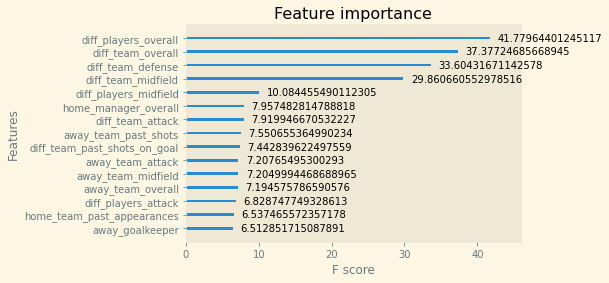 Feature importance
diff_players_overall 41.77964401245117
diff_team_overall 37.37724685668945
diff_team_defense 33.60431671142578
diff_team_midfield 29.860660552978516
diff_players_midfield 10.084455490112305
home_manager_overall 7.957482814788818
diff_team_attack 7.919946670532227
away_team_past_shots 7.550655364990234
diff_team_past_shots_on_goal 7.442839622497559
away_team_attack 7.20765495300293
away_team_midfield 7.2049994468688965
away_team_overall 7.194575786590576
diff_players_attack 6.828747749328613
home_team_past_appearances 6.537465572357178
away_goalkeeper 6.512851715087891
0 10 20 30 40
F score
Features